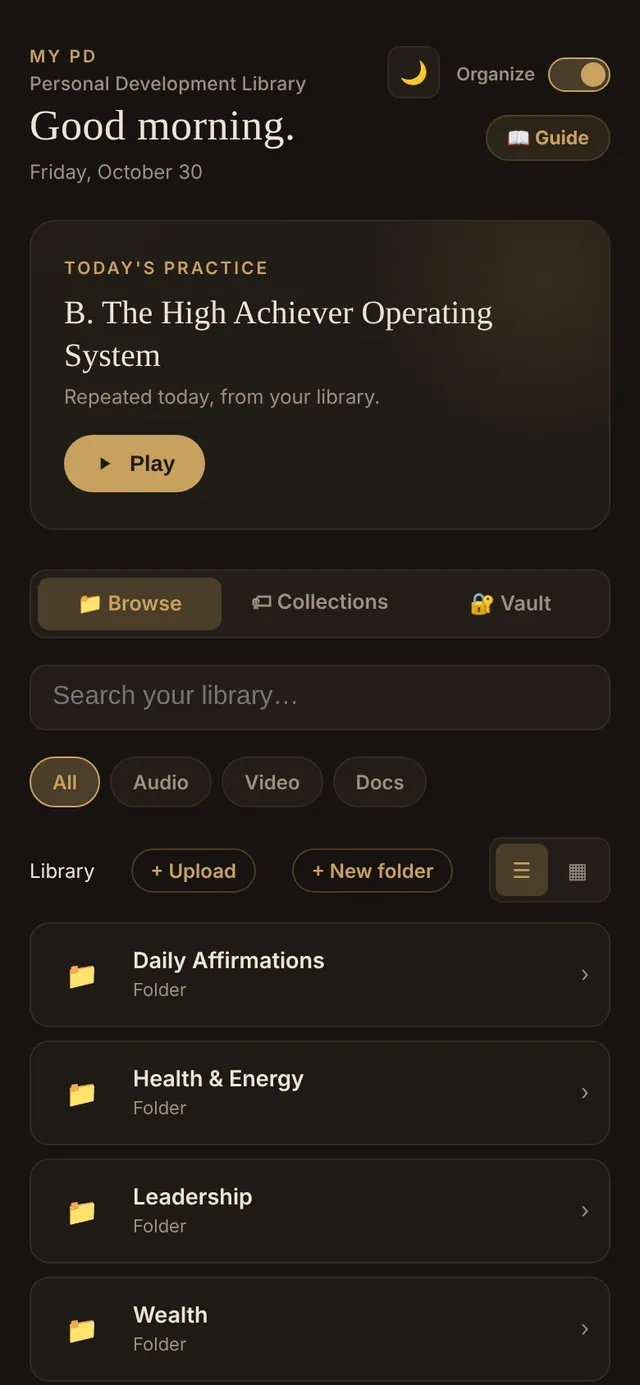 MY PD
Personal Development Library
Good morning.
Friday, October 30
Organize
📖 Guide
TODAY'S PRACTICE
B. The High Achiever Operating
System
Repeated today, from your library.
Play
Browse
Collections
Vault
Search your library…
All
Audio
Video
Docs
Library
+ Upload
+ New folder
Daily Affirmations
Folder
Health & Energy
Folder
Leadership
Folder
Wealth
Folder